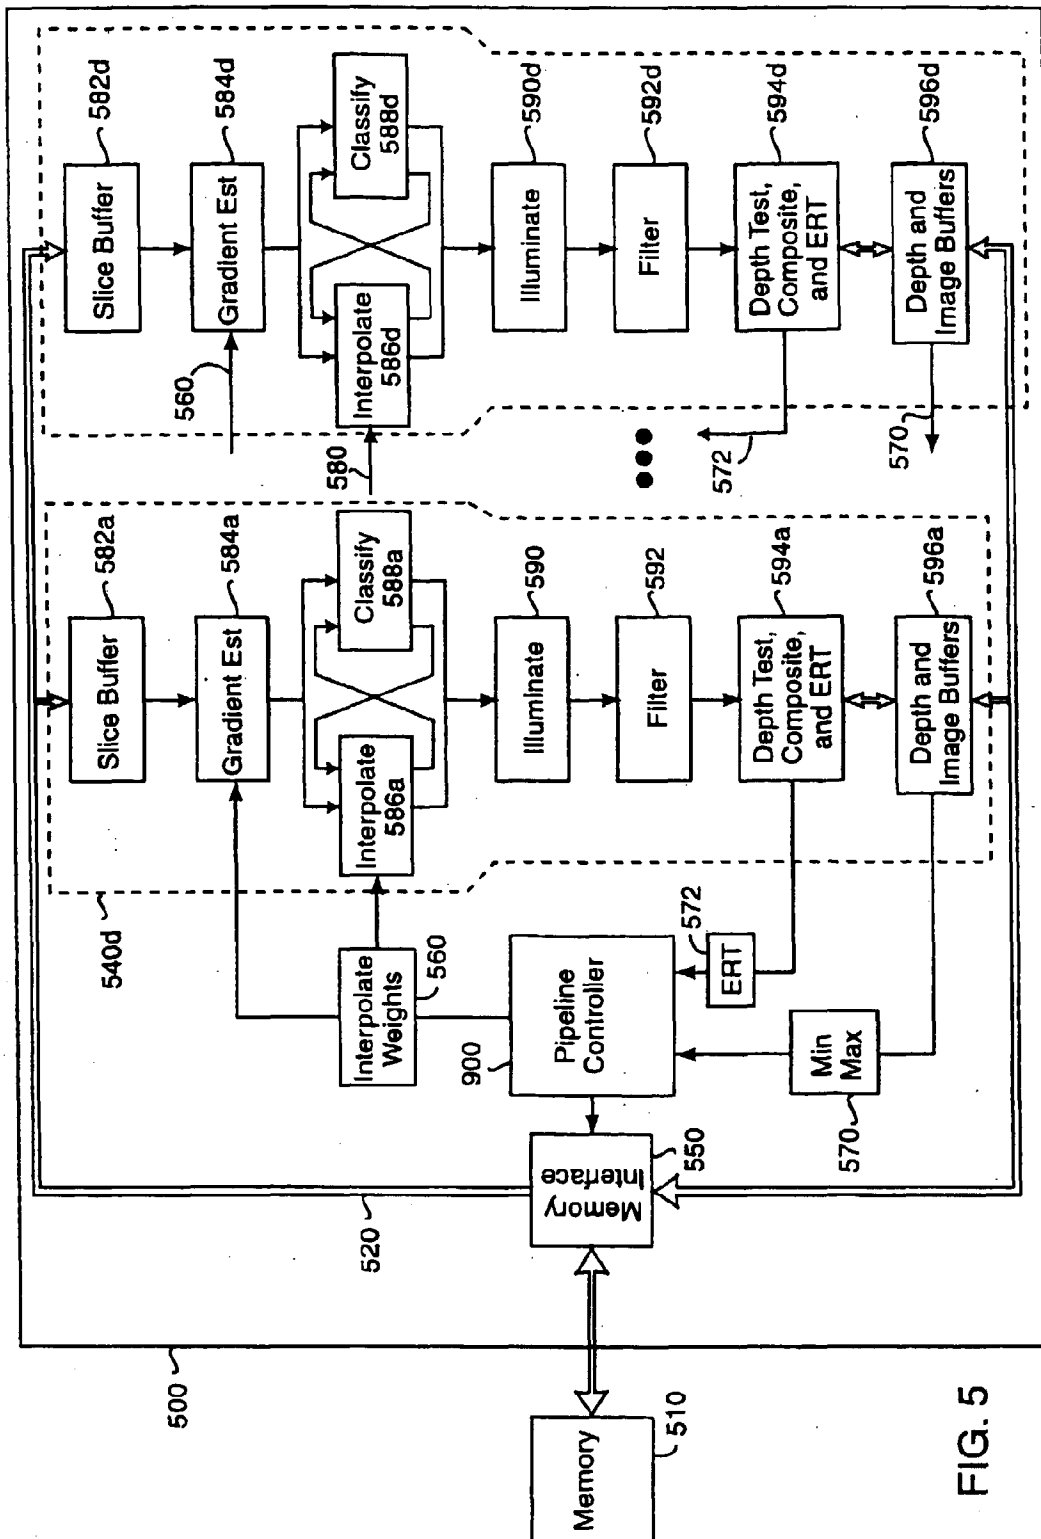 582d
Slice Buffer
584d
Gradient Est
560
Classify
588d
Interpolate
586d
580
590d
Illuminate
592d
Filter
594d
Depth Test,
Composite,
and ERT
572
596d
Depth and
Image Buffers
570
582a
Slice Buffer
584a
Gradient Est
Classify
588a
Interpolate
586a
590
Illuminate
592
Filter
594a
Depth Test,
Composite,
and ERT
596a
Depth and
Image Buffers
540d
Interpolate
Weights
560
900
Pipeline
Controller
572
ERT
Min
Max
570
Memory
Interface
550
520
500
Memory
510
FIG. 5